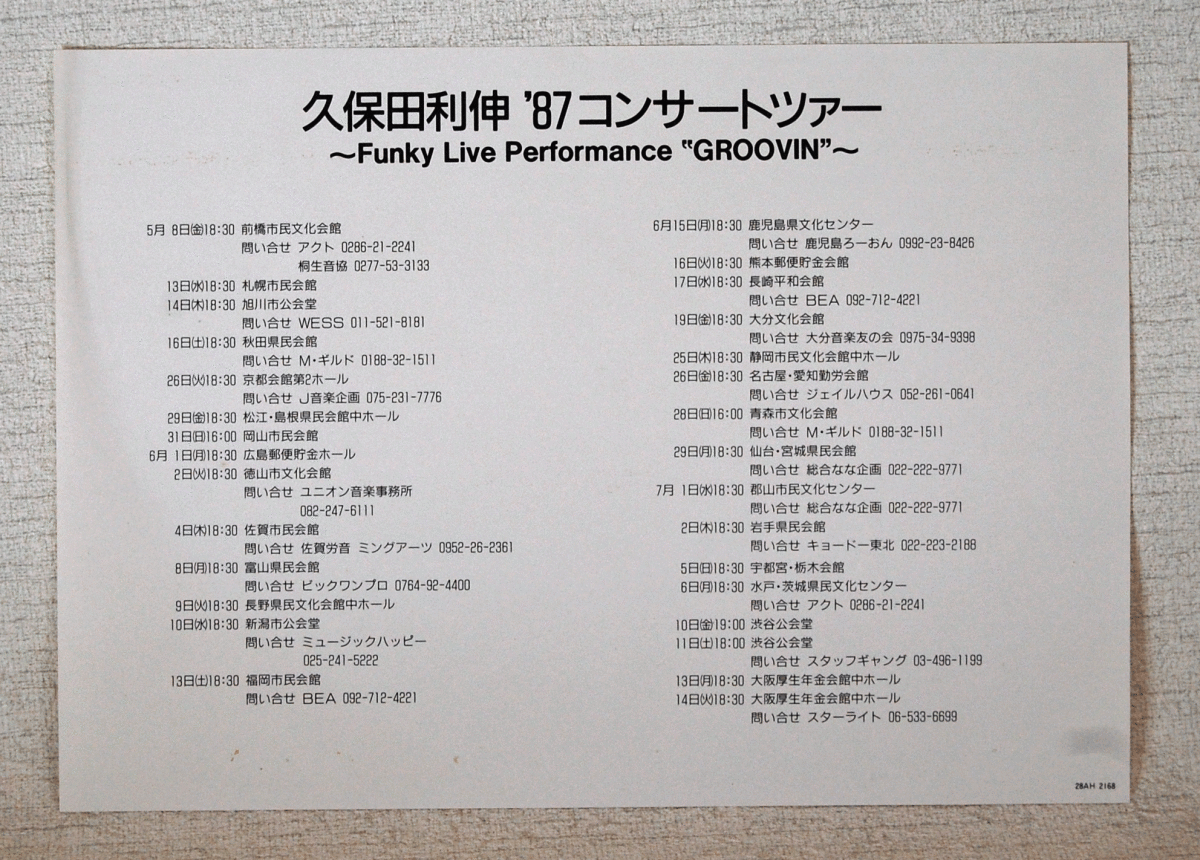 久保田利伸 '87コンサートツァー
～Funky Live Performance "GROOVIN"～
5月 8日(金)18:30 前橋市民文化会館
問い合せ アクト 0286-21-2241
桐生音協 0277-53-3133
13日(水)18:30 札幌市民会館
14日(木)18:30 旭川市公会堂
問い合せ WESS 011-521-8181
16日(土)18:30 秋田県民会館
問い合せ M・ギルド 0188-32-1511
26日(火)18:30 京都会館第2ホール
問い合せ J音楽企画 075-231-7776
29日(金)18:30 松江・島根県民会館中ホール
31日(日)16:00 岡山市民会館
6月 1日(月)18:30 広島郵便貯金ホール
2日(火)18:30 徳山市文化会館
問い合せ ユニオン音楽事務所
082-247-6111
4日(木)18:30 佐賀市民会館
問い合せ 佐賀労音 ミングアーツ 0952-26-2361
8日(月)18:30 富山県民会館
問い合せ ビックワンプロ 0764-92-4400
9日(火)18:30 長野県民文化会館中ホール
10日(水)18:30 新潟市公会堂
問い合せ ミュージックハッピー
025-241-5222
13日(土)18:30 福岡市民会館
問い合せ BEA 092-712-4221
6月15日(月)18:30 鹿児島県文化センター
問い合せ 鹿児島ろーおん 0992-23-8426
16日(火)18:30 熊本郵便貯金会館
17日(水)18:30 長崎平和会館
問い合せ BEA 092-712-4221
19日(金)18:30 大分文化会館
問い合せ 大分音楽友の会 0975-34-9398
25日(木)18:30 静岡市民文化会館中ホール
26日(金)18:30 名古屋・愛知勤労会館
問い合せ ジェイルハウス 052-261-0641
28日(日)16:00 青森市文化会館
問い合せ M・ギルド 0188-32-1511
29日(月)18:30 仙台・宮城県民会館
問い合せ 総合なな企画 022-222-9771
7月 1日(水)18:30 郡山市民文化センター
問い合せ 総合なな企画 022-222-9771
2日(木)18:30 岩手県民会館
問い合せ キョードー東北 022-223-2188
5日(日)18:30 宇都宮・栃木会館
6日(月)18:30 水戸・茨城県民文化センター
問い合せ アクト 0286-21-2241
10日(金)19:00 渋谷公会堂
11日(土)18:00 渋谷公会堂
問い合せ スタッフギャング 03-496-1199
13日(月)18:30 大阪厚生年金会館中ホール
14日(火)18:30 大阪厚生年金会館中ホール
問い合せ スターライト 06-533-6699
28AH 2168